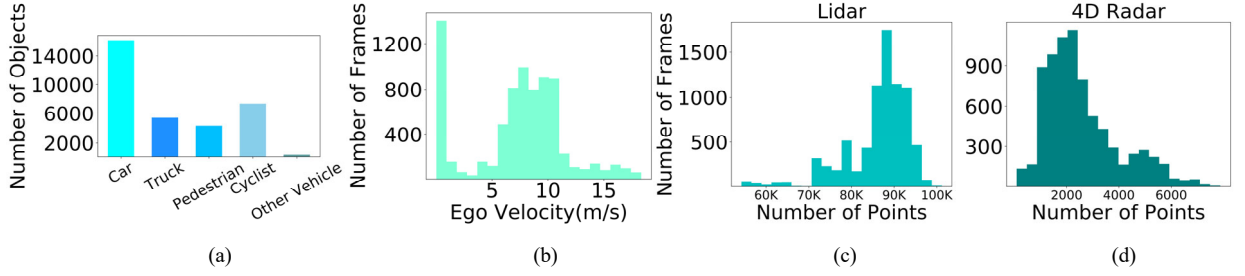 Number of Objects
14000
10000
6000
2000
Car
Truck
Pedestrian
Cyclist
Other Vehicle
(a)
Number of Frames
1200
800
400
5
10
15
Ego Velocity(m/s)
(b)
Lidar
Number of Frames
1500
1000
500
60K
70K
80K
90K
100K
Number of Points
(c)
4D Radar
900
600
300
2000
4000
6000
Number of Points
(d)